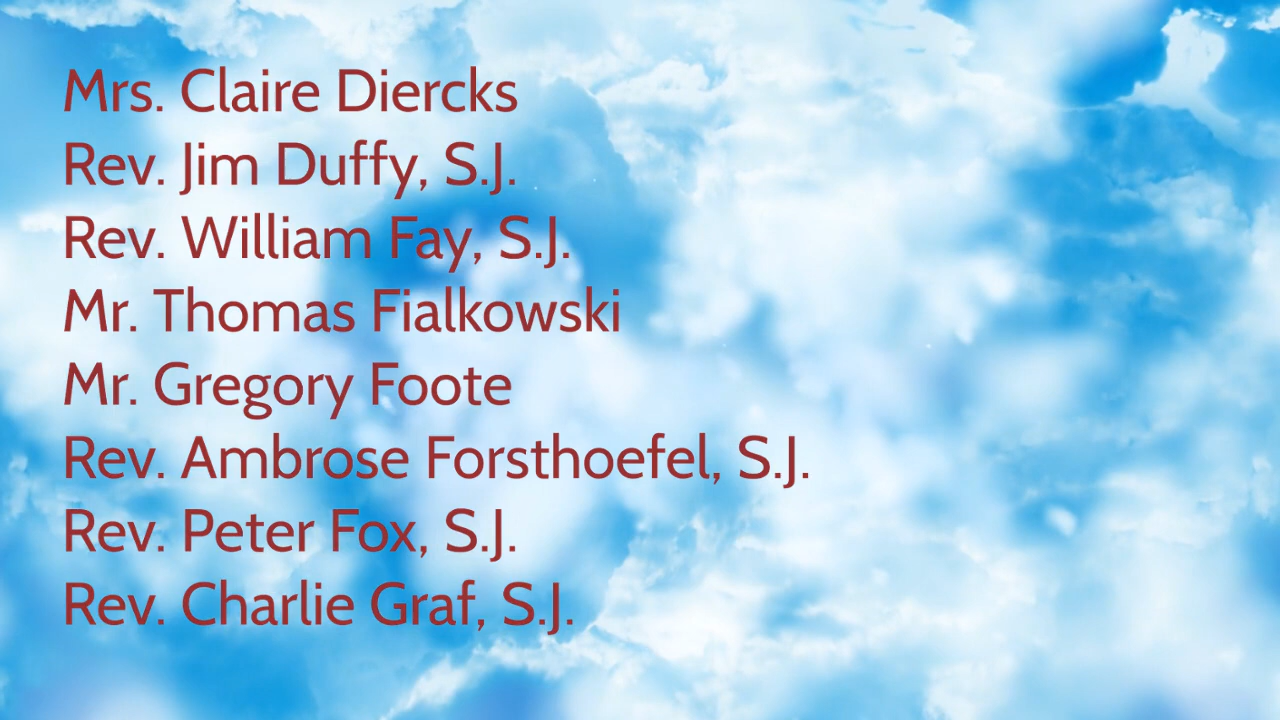 Mrs. Claire Diercks
Rev. Jim Duffy, S.J.
Rev. William Fay, S.J.
Mr. Thomas Fialkowski
Mr. Gregory Foote
Rev. Ambrose Forsthoefel, S.J.
Rev. Peter Fox, S.J.
Rev. Charlie Graf, S.J.